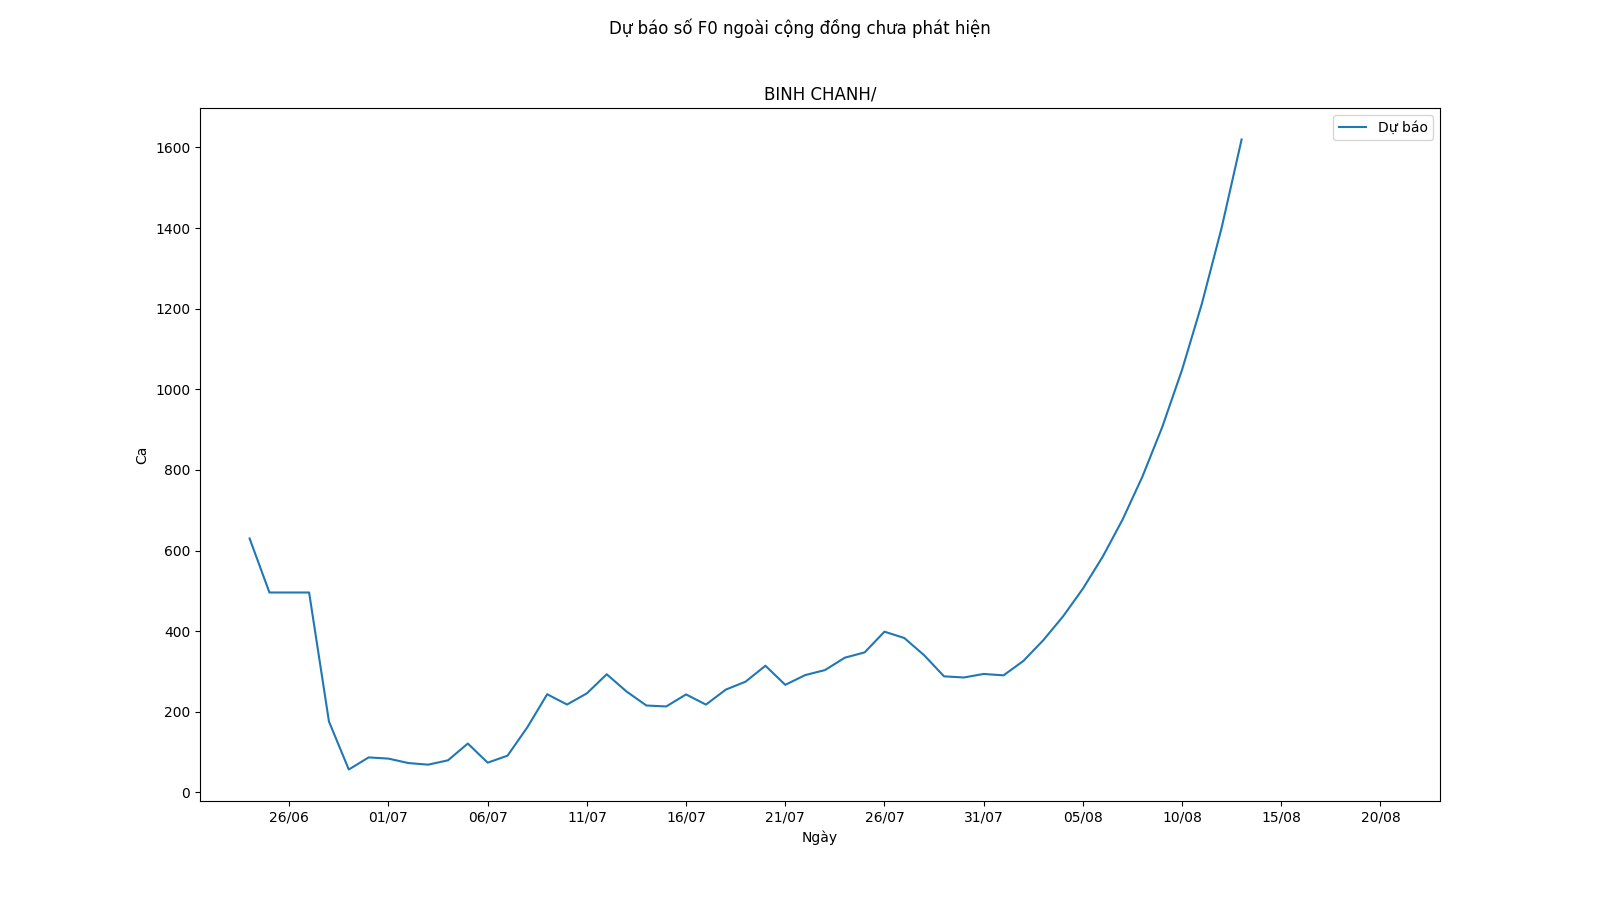 Dự báo số F0 ngoài cộng đồng chưa phát hiện
BINH CHANH/
Dự báo
1600
1400
1200
1000
800
600
400
200
0
Ca
26/06 01/07 06/07 11/07 16/07 21/07 26/07 31/07 05/08 10/08 15/08 20/08
Ngày